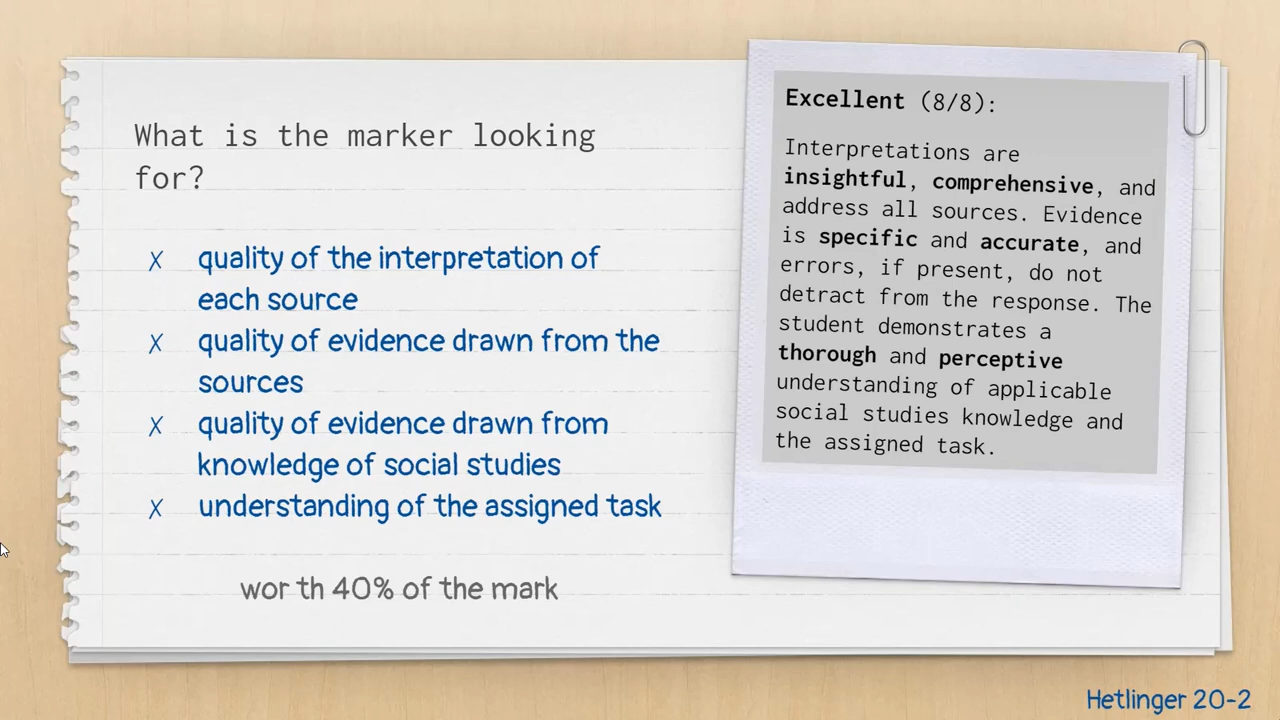 What is the marker looking
for?
x quality of the interpretation of
each source
x quality of evidence drawn from the
sources
x quality of evidence drawn from
knowledge of social studies
x understanding of the assigned task
wor th 40% of the mark
Excellent (8/8):
Interpretations are
insightful, comprehensive, and
address all sources. Evidence
is specific and accurate, and
errors, if present, do not
detract from the response. The
student demonstrates a
thorough and perceptive
understanding of applicable
social studies knowledge and
the assigned task.
Hetlinger 20-2